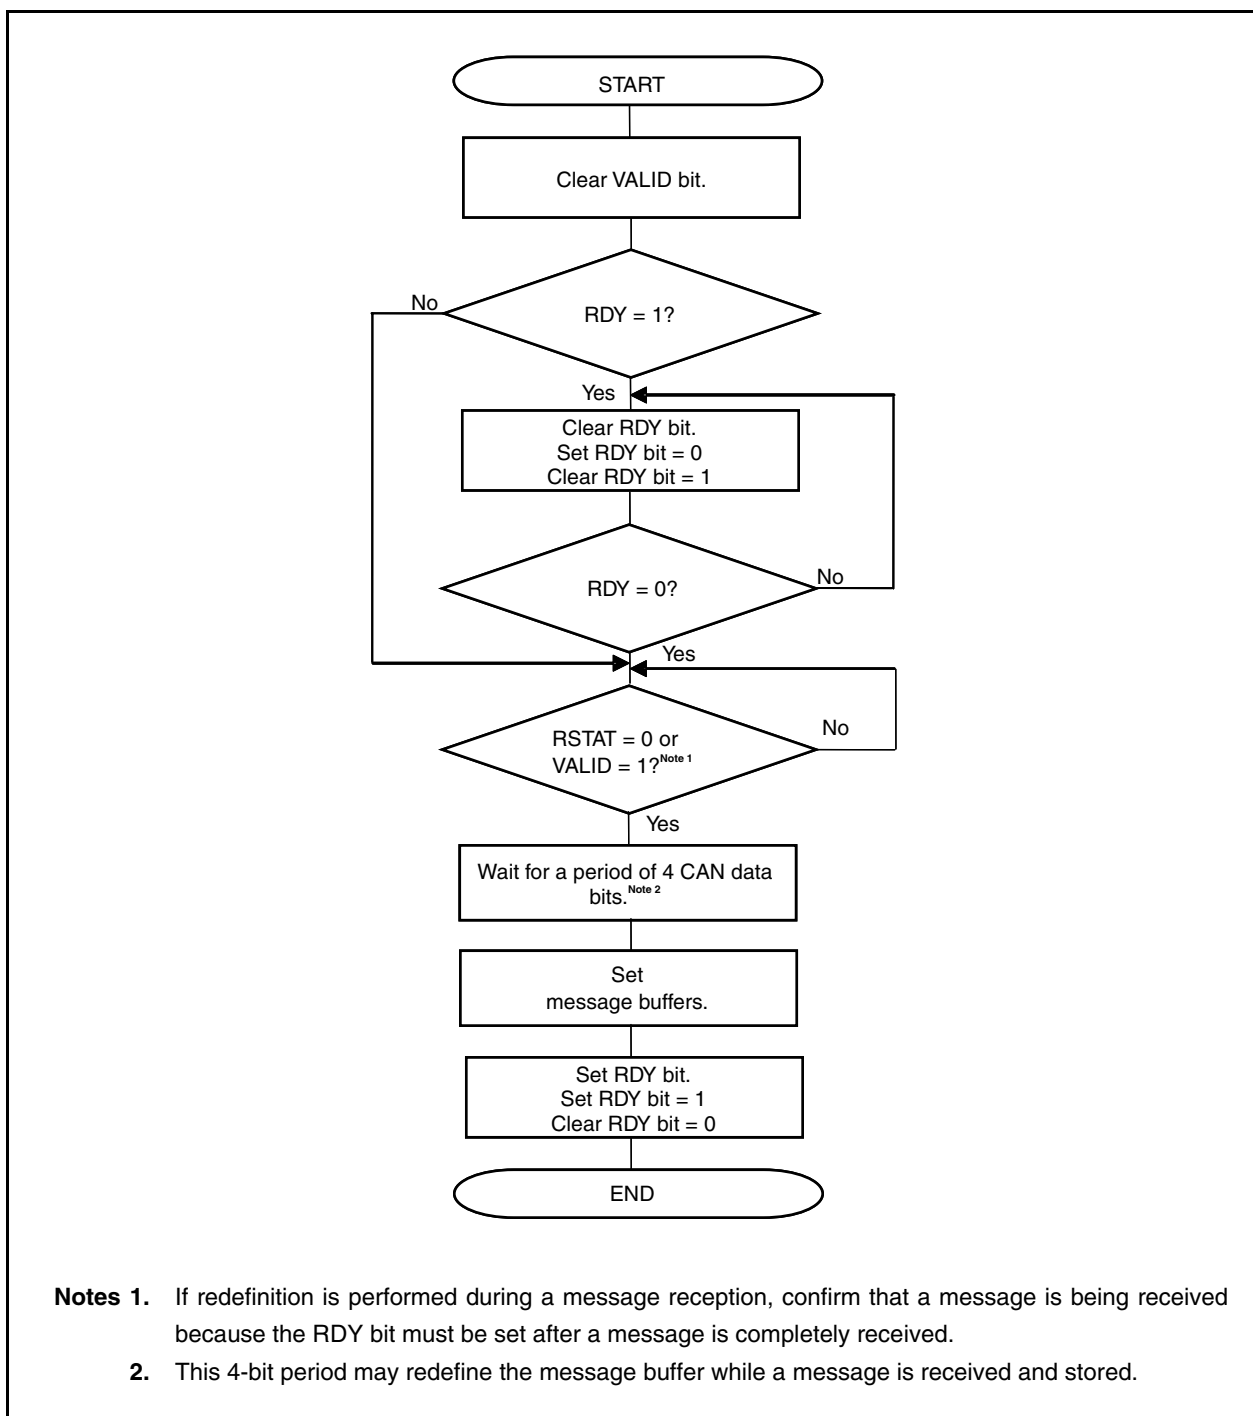 START
Clear VALID bit.
No
RDY = 1?
Yes
Clear RDY bit.
Set RDY bit = 0
Clear RDY bit = 1
RDY = 0?
No
Yes
RSTAT = 0 or
VALID = 1?Note 1
No
Yes
Wait for a period of 4 CAN data
bits.Note 2
Set
message buffers.
Set RDY bit.
Set RDY bit = 1
Clear RDY bit = 0
END
Notes 1. If redefinition is performed during a message reception, confirm that a message is being received
because the RDY bit must be set after a message is completely received.
2. This 4-bit period may redefine the message buffer while a message is received and stored.